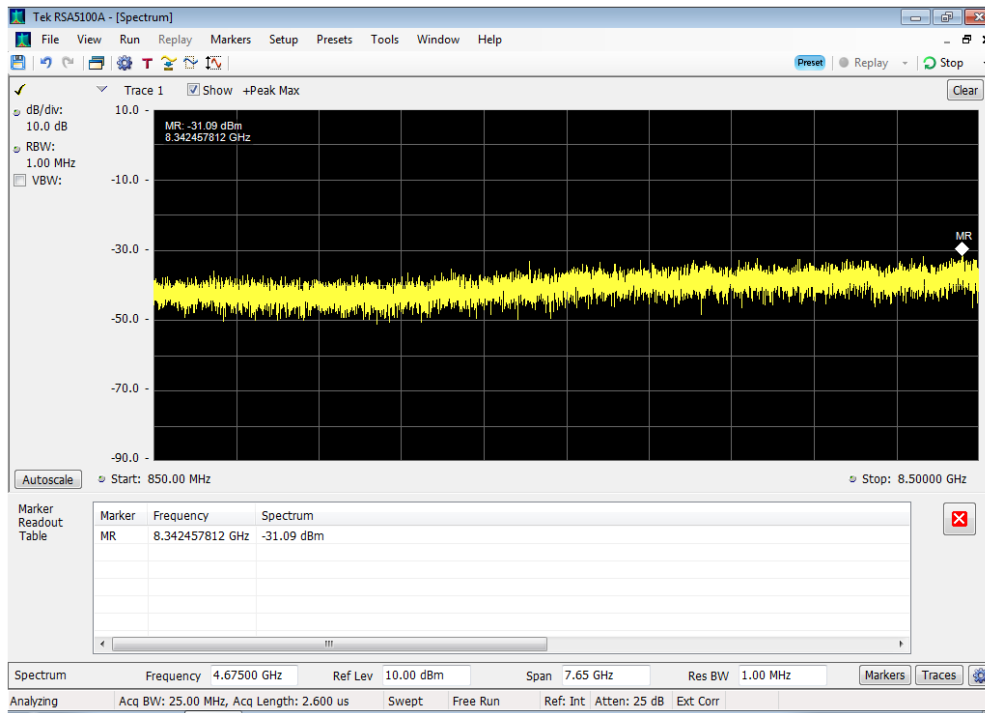 Tek RSA5100A - [Spectrum]
File View Run Replay Markers Setup Presets Tools Window Help
T Preset Replay Stop
Trace 1 Show +Peak Max Clear
dB/div:
10.0 dB
RBW:
1.00 MHz
VBW:
10.0
-10.0
-30.0
-50.0
-70.0
-90.0
MR: -31.09 dBm
8.342457812 GHz
MR
Autoscale Start: 850.00 MHz Stop: 8.50000 GHz
Marker
Readout
Table
Marker Frequency Spectrum
MR 8.342457812 GHz -31.09 dBm
Spectrum Frequency 4.67500 GHz Ref Lev 10.00 dBm Span 7.65 GHz Res BW 1.00 MHz Markers Traces
Analyzing Acq BW: 25.00 MHz, Acq Length: 2.600 us Swept Free Run Ref: Int Atten: 25 dB Ext Corr